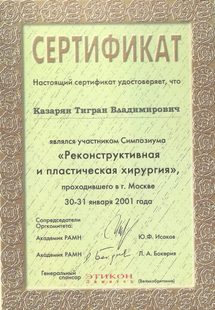 СЕРТИФИКАТ
Настоящий сертификат удостоверяет, что
Казарян Тигран Владимирович
являлся участником Симпозиума
«Реконструктивная
и пластическая хирургия»,
проходившего в г. Москве
30-31 января 2001 года
Сопредседатели
Оргкомитета:
Академик РАМН Ю.Ф. Исаков
Академик РАМН Л. А. Бокерия
Генеральный
спонсор ЭТИКОН (Великобритания)